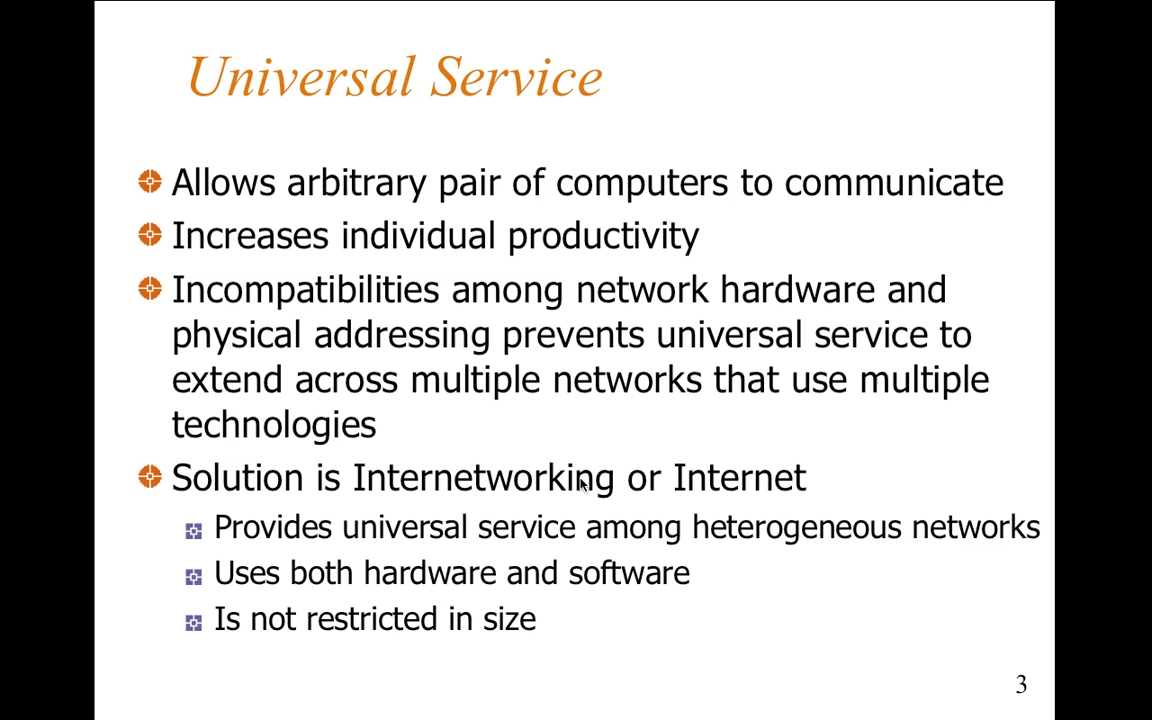 Universal Service
Allows arbitrary pair of computers to communicate
Increases individual productivity
Incompatibilities among network hardware and
physical addressing prevents universal service to
extend across multiple networks that use multiple
technologies
Solution is Internetworking or Internet
Provides universal service among heterogeneous networks
Uses both hardware and software
Is not restricted in size
3